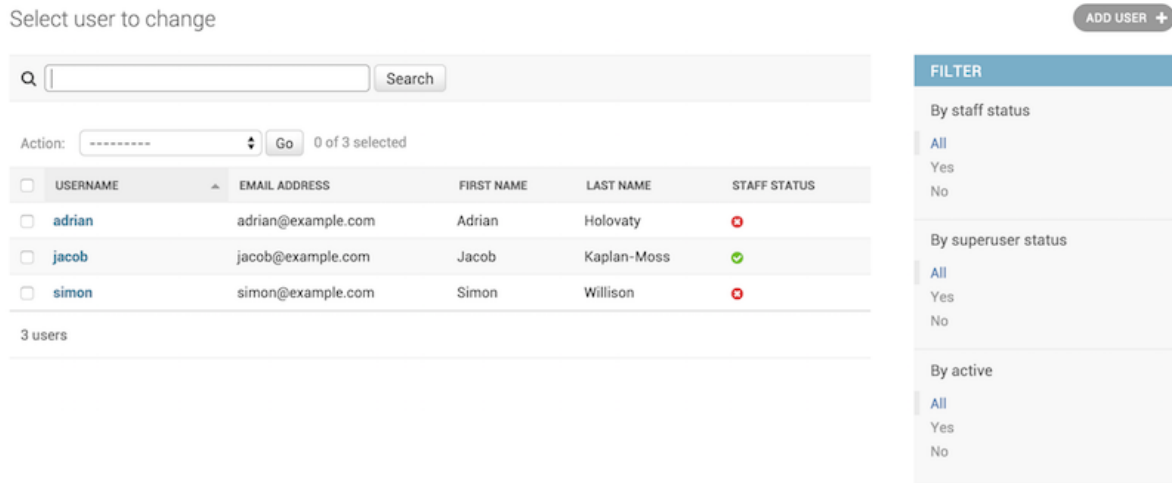 Select user to change
ADD USER +
Search
Action: --------- Go 0 of 3 selected
USERNAME EMAIL ADDRESS FIRST NAME LAST NAME STAFF STATUS
adrian adrian@example.com Adrian Holovaty
jacob jacob@example.com Jacob Kaplan-Moss
simon simon@example.com Simon Willison
3 users
FILTER
By staff status
All
Yes
No
By superuser status
All
Yes
No
By active
All
Yes
No